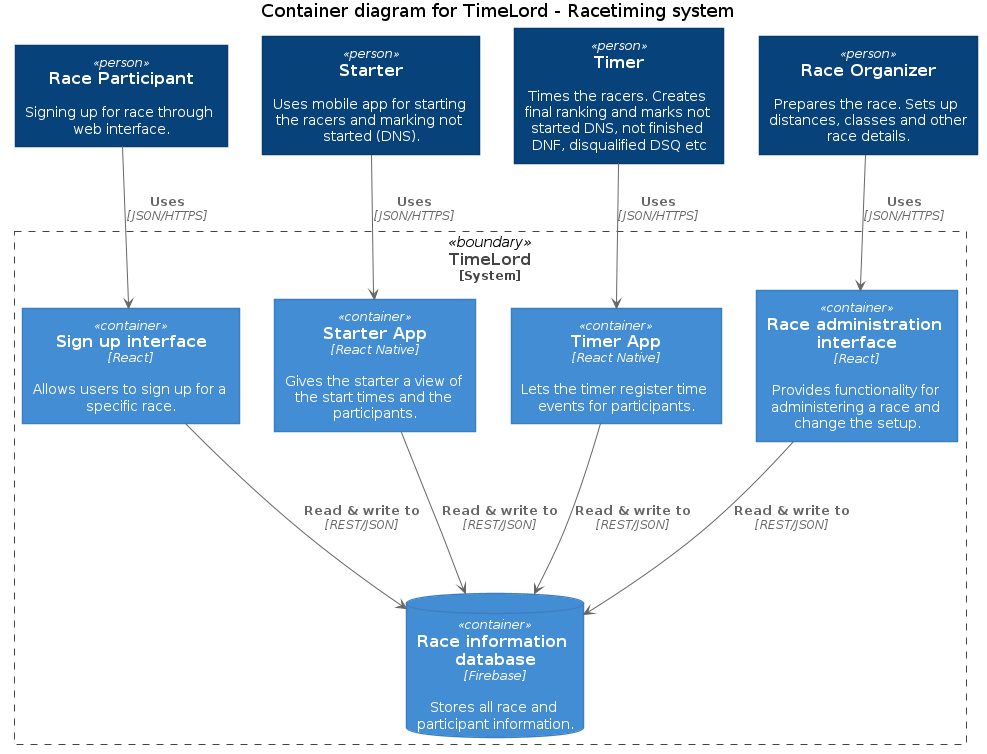 Container diagram for TimeLord - Racetiming system
«person»
Race Participant
Signing up for race through
web interface.
«person»
Starter
Uses mobile app for starting
the racers and marking not
started (DNS).
«person»
Timer
Times the racers. Creates
final ranking and marks not
started DNS, not finished
DNF, disqualified DSQ etc
«person»
Race Organizer
Prepares the race. Sets up
distances, classes and other
race details.
Uses
[JSON/HTTPS]
Uses
[JSON/HTTPS]
Uses
[JSON/HTTPS]
Uses
[JSON/HTTPS]
«boundary»
TimeLord
[System]
«container»
Sign up interface
[React]
Allows users to sign up for a
specific race.
«container»
Starter App
[React Native]
Gives the starter a view of
the start times and the
participants.
«container»
Timer App
[React Native]
Lets the timer register time
events for participants.
«container»
Race administration
interface
[React]
Provides functionality for
administering a race and
change the setup.
Read & write to
[REST/JSON]
Read & write to
[REST/JSON]
Read & write to
[REST/JSON]
Read & write to
[REST/JSON]
«container»
Race information
database
[Firebase]
Stores all race and
participant information.